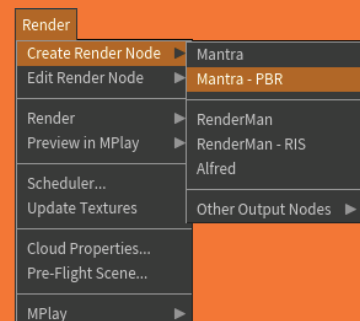 Render
Create Render Node
Edit Render Node
Render
Preview in MPlay
Scheduler...
Update Textures
Cloud Properties...
Pre-Flight Scene...
MPlay
Mantra
Mantra - PBR
RenderMan
RenderMan - RIS
Alfred
Other Output Nodes